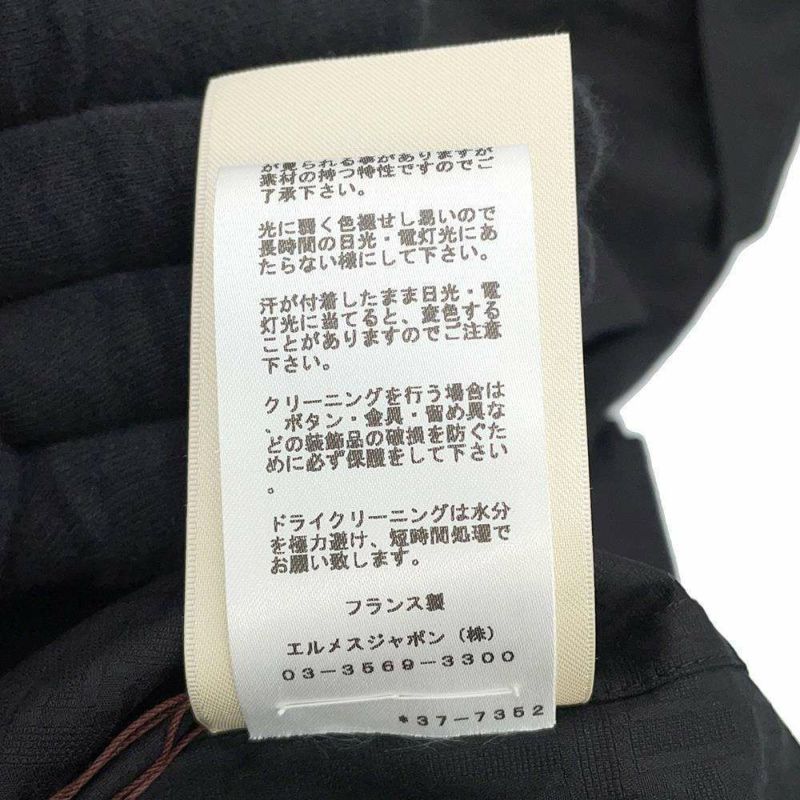 が見られる事がありますが
素材の持つ特性ですのでご
了承下さい。
光に弱く色褪せし易いので
長時間の日光・電灯光にあ
たらない様にして下さい。
汗が付着したまま日光・電
灯光に当てると、変色する
ことがありますのでご注意
下さい。
クリーニングを行う場合は
、ボタン・金具・留め具な
どの装飾品の破損を防ぐた
めに必ず保護をして下さい
。
ドライクリーニングは水分
を極力避け、短時間処理で
お願い致します。
フランス製
エルメスジャポン（株）
03-3569-3300
*37-7352